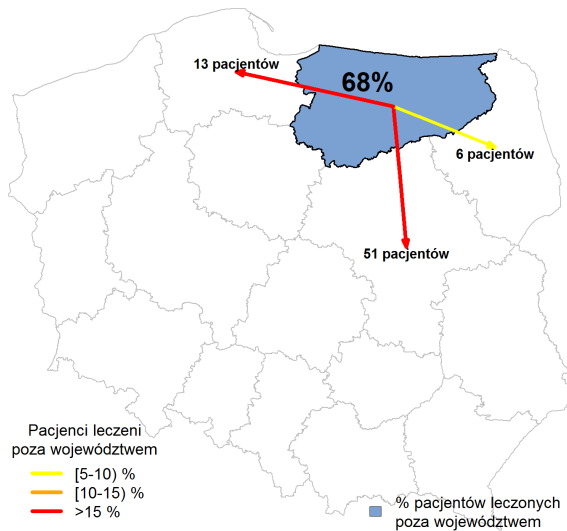 13 pacjentów
68%
6 pacjentów
51 pacjentów
Pacjenci leczeni
poza województwem
[5-10) %
[10-15) %
>15 %
% pacjentów leczonych
poza województwem